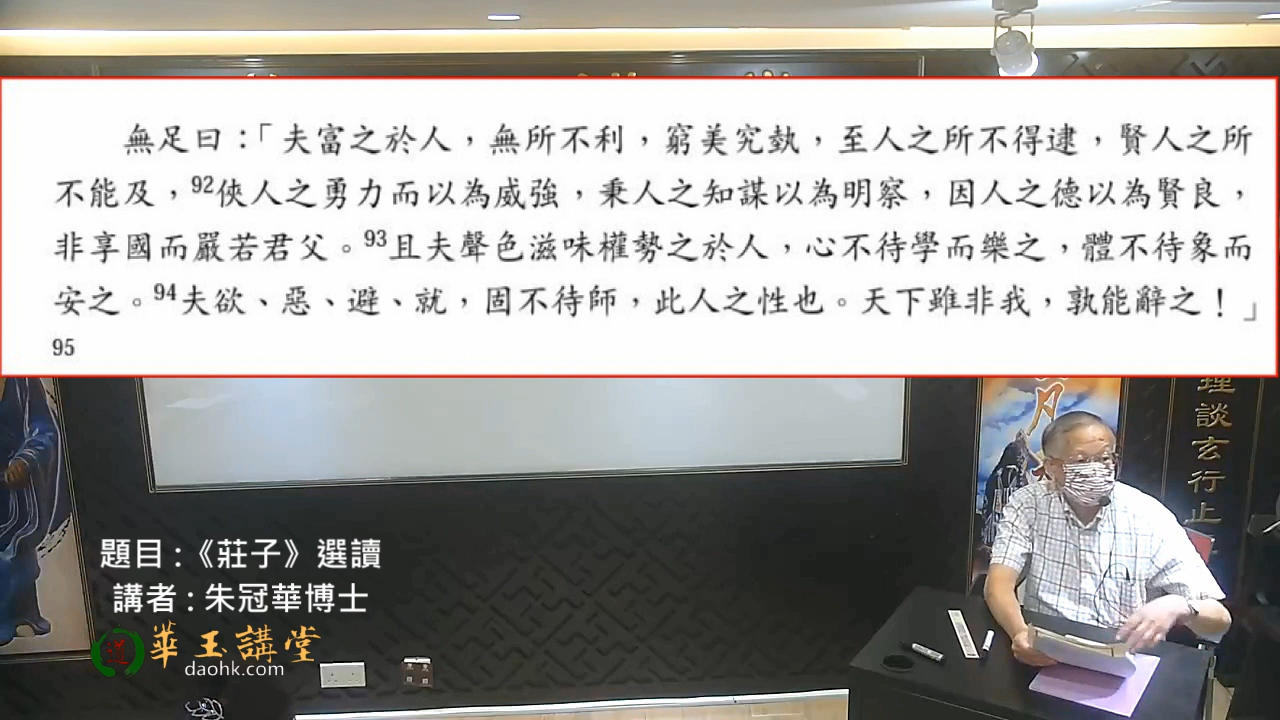 無足曰：「夫富之於人，無所不利，窮美究埶，至人之所不得逮，賢人之所
不能及，92俠人之勇力而以為威強，秉人之知謀以為明察，因人之德以為賢良，
非享國而嚴若君父。93且夫聲色滋味權勢之於人，心不待學而樂之，體不待象而
安之。94夫欲、惡、避、就，固不待師，此人之性也。天下雖非我，孰能辭之！」
95
月
理談玄行止
題目：《莊子》選讀
講者：朱冠華博士
道
華玉講堂
daohk.com